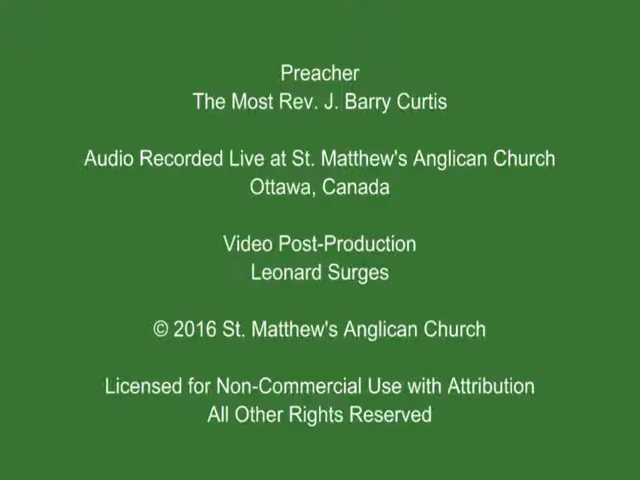 Preacher
The Most Rev. J. Barry Curtis
Audio Recorded Live at St. Matthew's Anglican Church
Ottawa, Canada
Video Post-Production
Leonard Surges
© 2016 St. Matthew's Anglican Church
Licensed for Non-Commercial Use with Attribution
All Other Rights Reserved